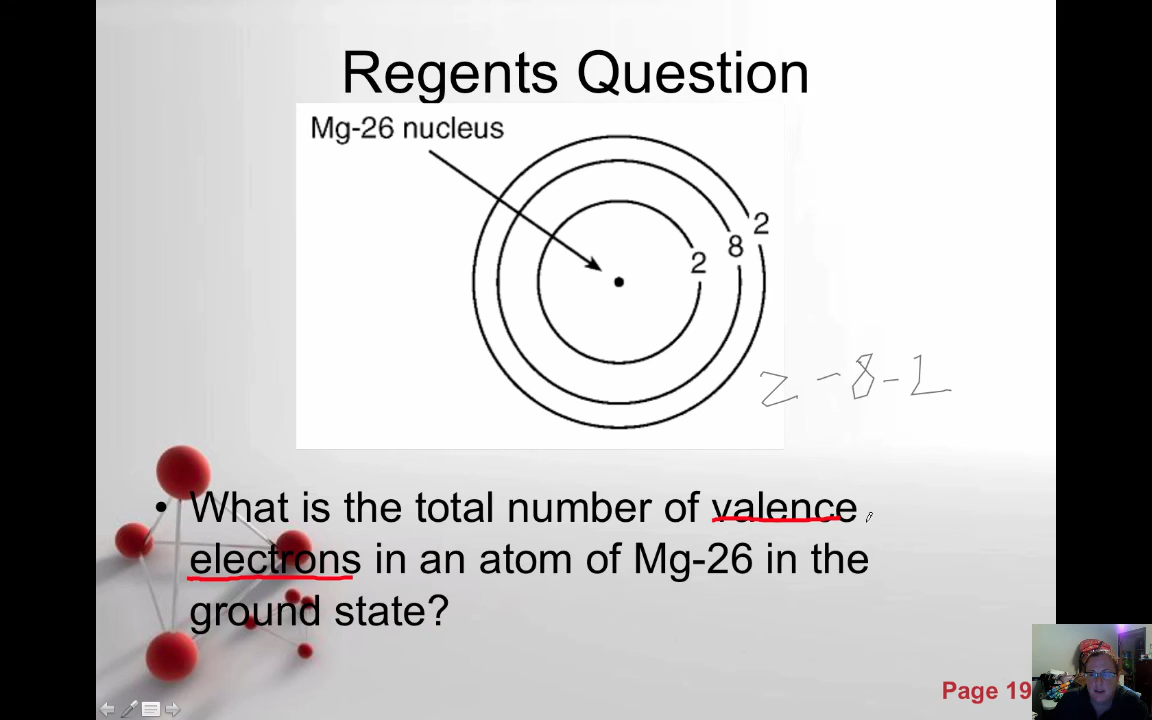 Regents Question
Mg-26 nucleus
2
8
2
2-8-2
• What is the total number of valence
electrons in an atom of Mg-26 in the
ground state?
Page 19